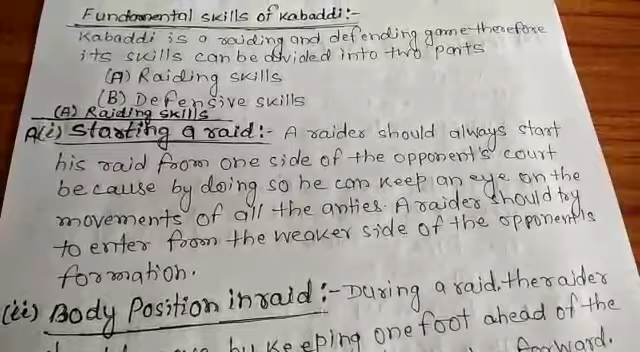 Fundamental skills of Kabaddi:-
Kabaddi is a raiding and defending game therefore
its skills can be divided into two parts
(A) Raiding skills
(B) Defensive skills
(A) Raiding skills
A(i) Starting a raid:- A raider should always start
his raid from one side of the opponent's court
because by doing so he can keep an eye on the
movements of all the anties. A raider should try
to enter from the weaker side of the opponent's
formation.
(ii) Body Position in raid :- During a raid, the raider
by keeping one foot ahead of the
forward.